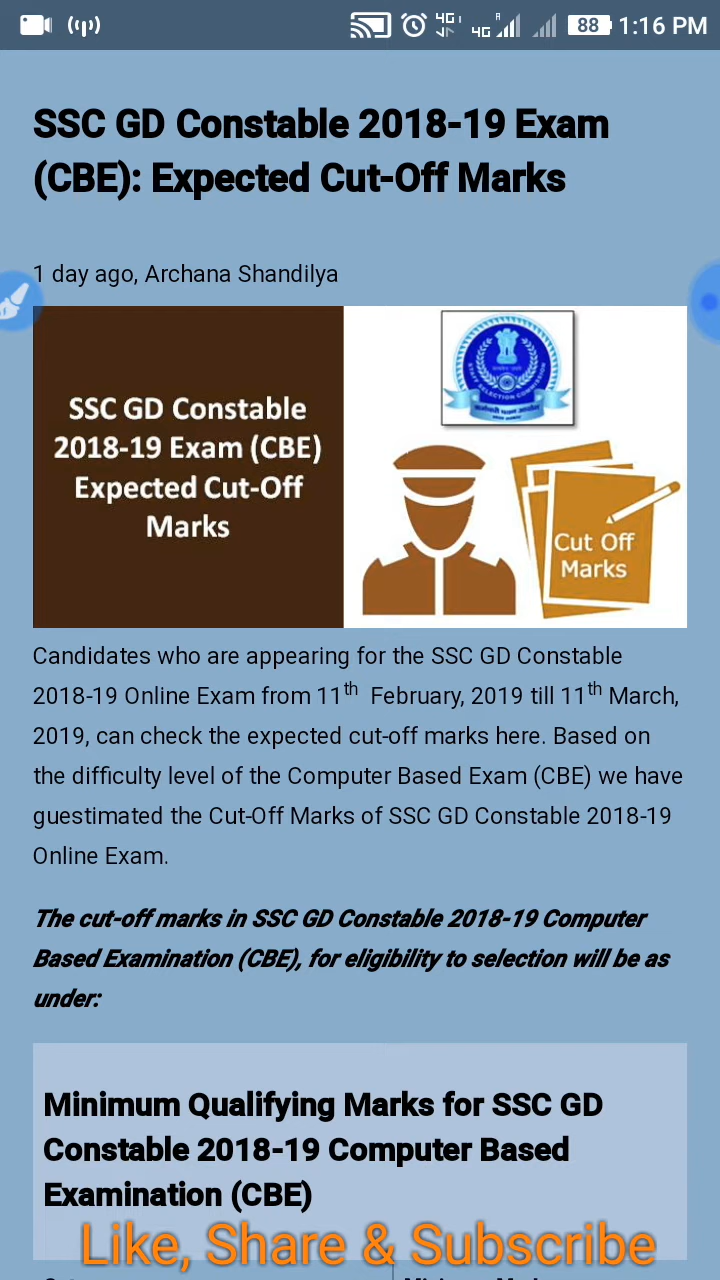 4G
4G R 88 1:16 PM
SSC GD Constable 2018-19 Exam
(CBE): Expected Cut-Off Marks
1 day ago, Archana Shandilya
SSC GD Constable
2018-19 Exam (CBE)
Expected Cut-Off
Marks
STAFF SELECTION COMMISSION
Cut Off
Marks
Candidates who are appearing for the SSC GD Constable
2018-19 Online Exam from 11th February, 2019 till 11th March,
2019, can check the expected cut-off marks here. Based on
the difficulty level of the Computer Based Exam (CBE) we have
guestimated the Cut-Off Marks of SSC GD Constable 2018-19
Online Exam.
The cut-off marks in SSC GD Constable 2018-19 Computer
Based Examination (CBE), for eligibility to selection will be as
under:
Minimum Qualifying Marks for SSC GD
Constable 2018-19 Computer Based
Examination (CBE)
Like, Share & Subscribe